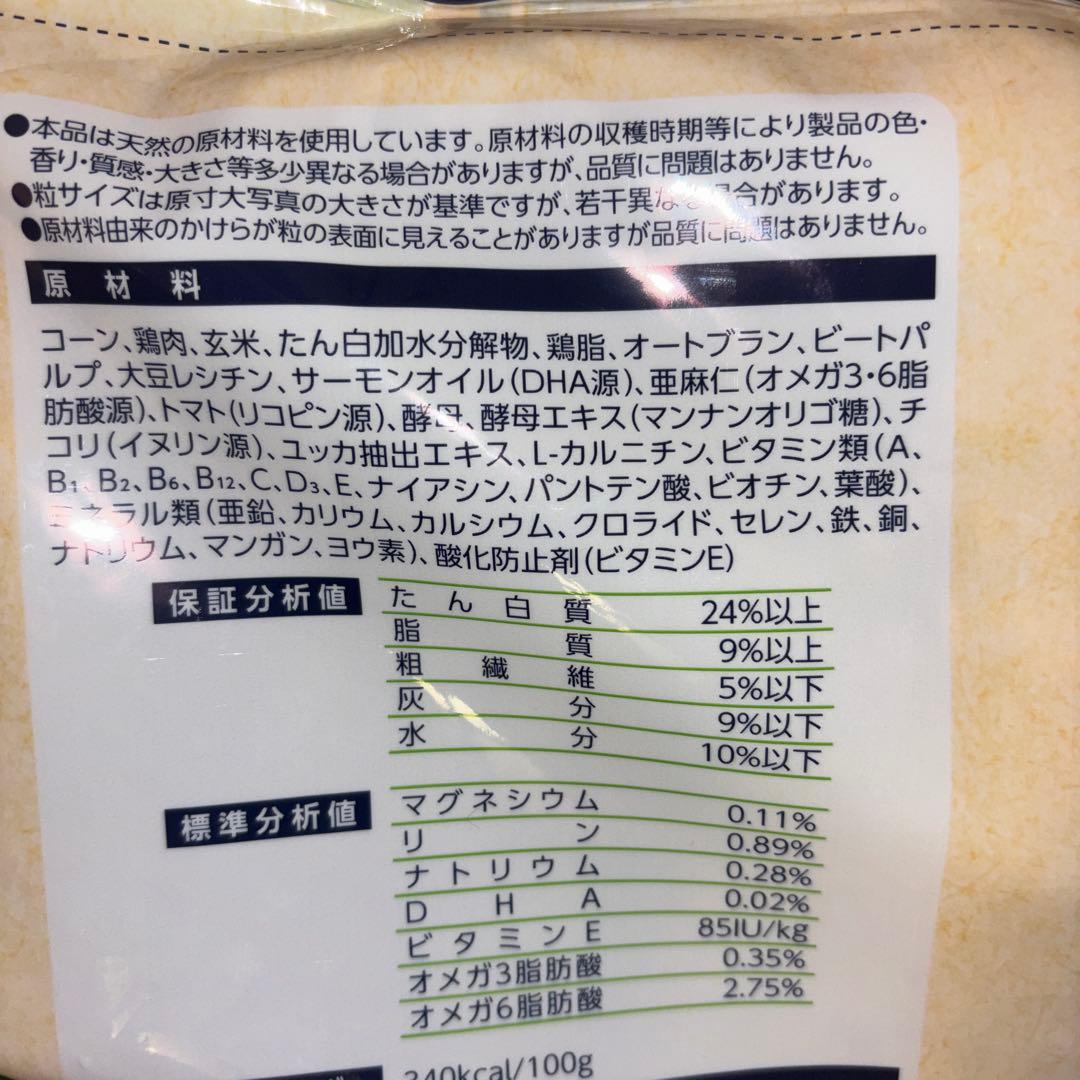 ●本品は天然の原材料を使用しています。原材料の収穫時期等により製品の色・
香り・質感・大きさ等多少異なる場合がありますが、品質に問題はありません。
●粒サイズは原寸大写真の大きさが基準ですが、若干異なる場合があります。
●原材料由来のかけらが粒の表面に見えることがありますが品質に問題はありません。
原材料
コーン、鶏肉、玄米、たん白加水分解物、鶏脂、オートブラン、ビートパ
ルプ、大豆レシチン、サーモンオイル(DHA源)、亜麻仁(オメガ3・6脂
肪酸源)、トマト(リコピン源)、酵母、酵母エキス(マンナンオリゴ糖)、チ
コリ(イヌリン源)、ユッカ抽出エキス、L-カルニチン、ビタミン類(A、
B₁、B₂、B₆、B₁₂、C、D₃、E、ナイアシン、パントテン酸、ビオチン、葉酸)、
ミネラル類(亜鉛、カリウム、カルシウム、クロライド、セレン、鉄、銅、
ナトリウム、マンガン、ヨウ素)、酸化防止剤(ビタミンE)
保証分析値
たん白質 24%以上
脂質 9%以上
粗繊維 5%以下
灰分 9%以下
水分 10%以下
標準分析値
マグネシウム 0.11%
リン 0.89%
ナトリウム 0.28%
DHA 0.02%
ビタミンE 85IU/kg
オメガ3脂肪酸 0.35%
オメガ6脂肪酸 2.75%
340kcal/100g